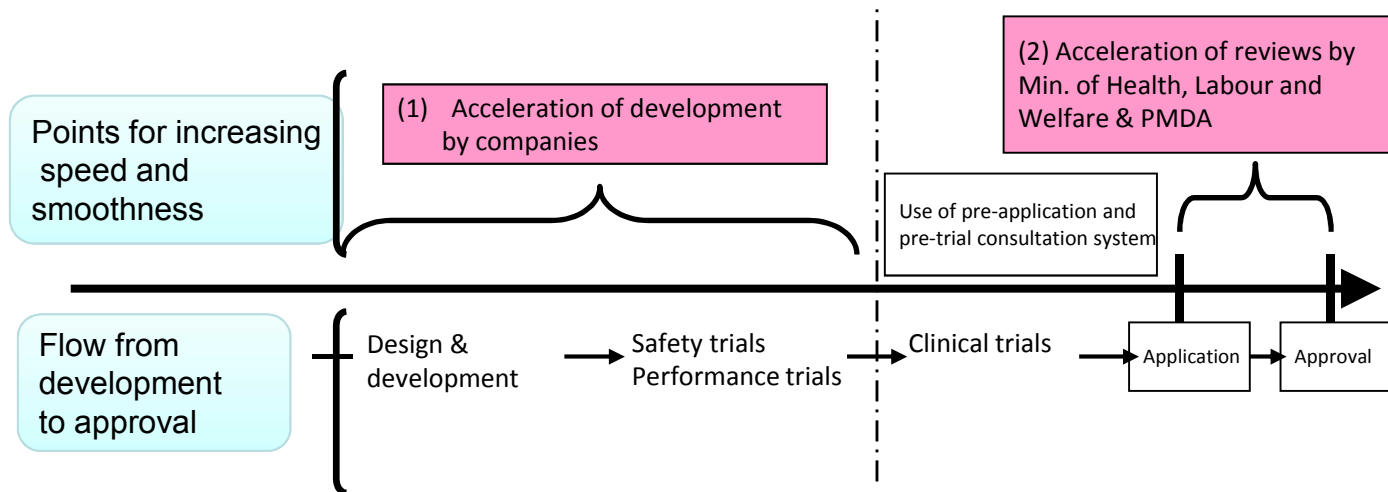 Points for increasing
speed and
smoothness
(1) Acceleration of development
by companies
(2) Acceleration of reviews by
Min. of Health, Labour and
Welfare & PMDA
Use of pre-application and
pre-trial consultation system
Flow from
development
to approval
Design &
development
Safety trials
Performance trials
Clinical trials
Application
Approval